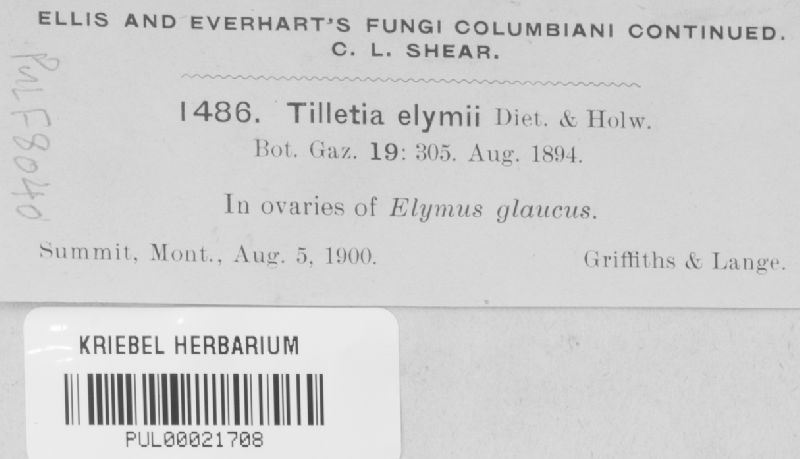 ELLIS AND EVERHART'S FUNGI COLUMBIANI CONTINUED.
C. L. SHEAR.
1486. Tilletia elymii Diet. & Holw.
Bot. Gaz. 19: 305. Aug. 1894.
In ovaries of Elymus glaucus.
Summit, Mont., Aug. 5, 1900. Griffiths & Lange.
PULF8040
KRIEBEL HERBARIUM
PUL00021708